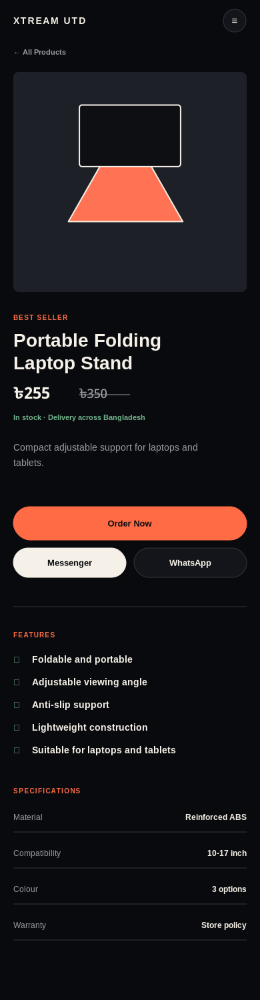 XTREAM UTD
≡
← All Products
BEST SELLER
Portable Folding
Laptop Stand
৳255 ৳350
In stock · Delivery across Bangladesh
Compact adjustable support for laptops and
tablets.
Order Now
Messenger WhatsApp
FEATURES
□ Foldable and portable
□ Adjustable viewing angle
□ Anti-slip support
□ Lightweight construction
□ Suitable for laptops and tablets
SPECIFICATIONS
Material Reinforced ABS
Compatibility 10-17 inch
Colour 3 options
Warranty Store policy